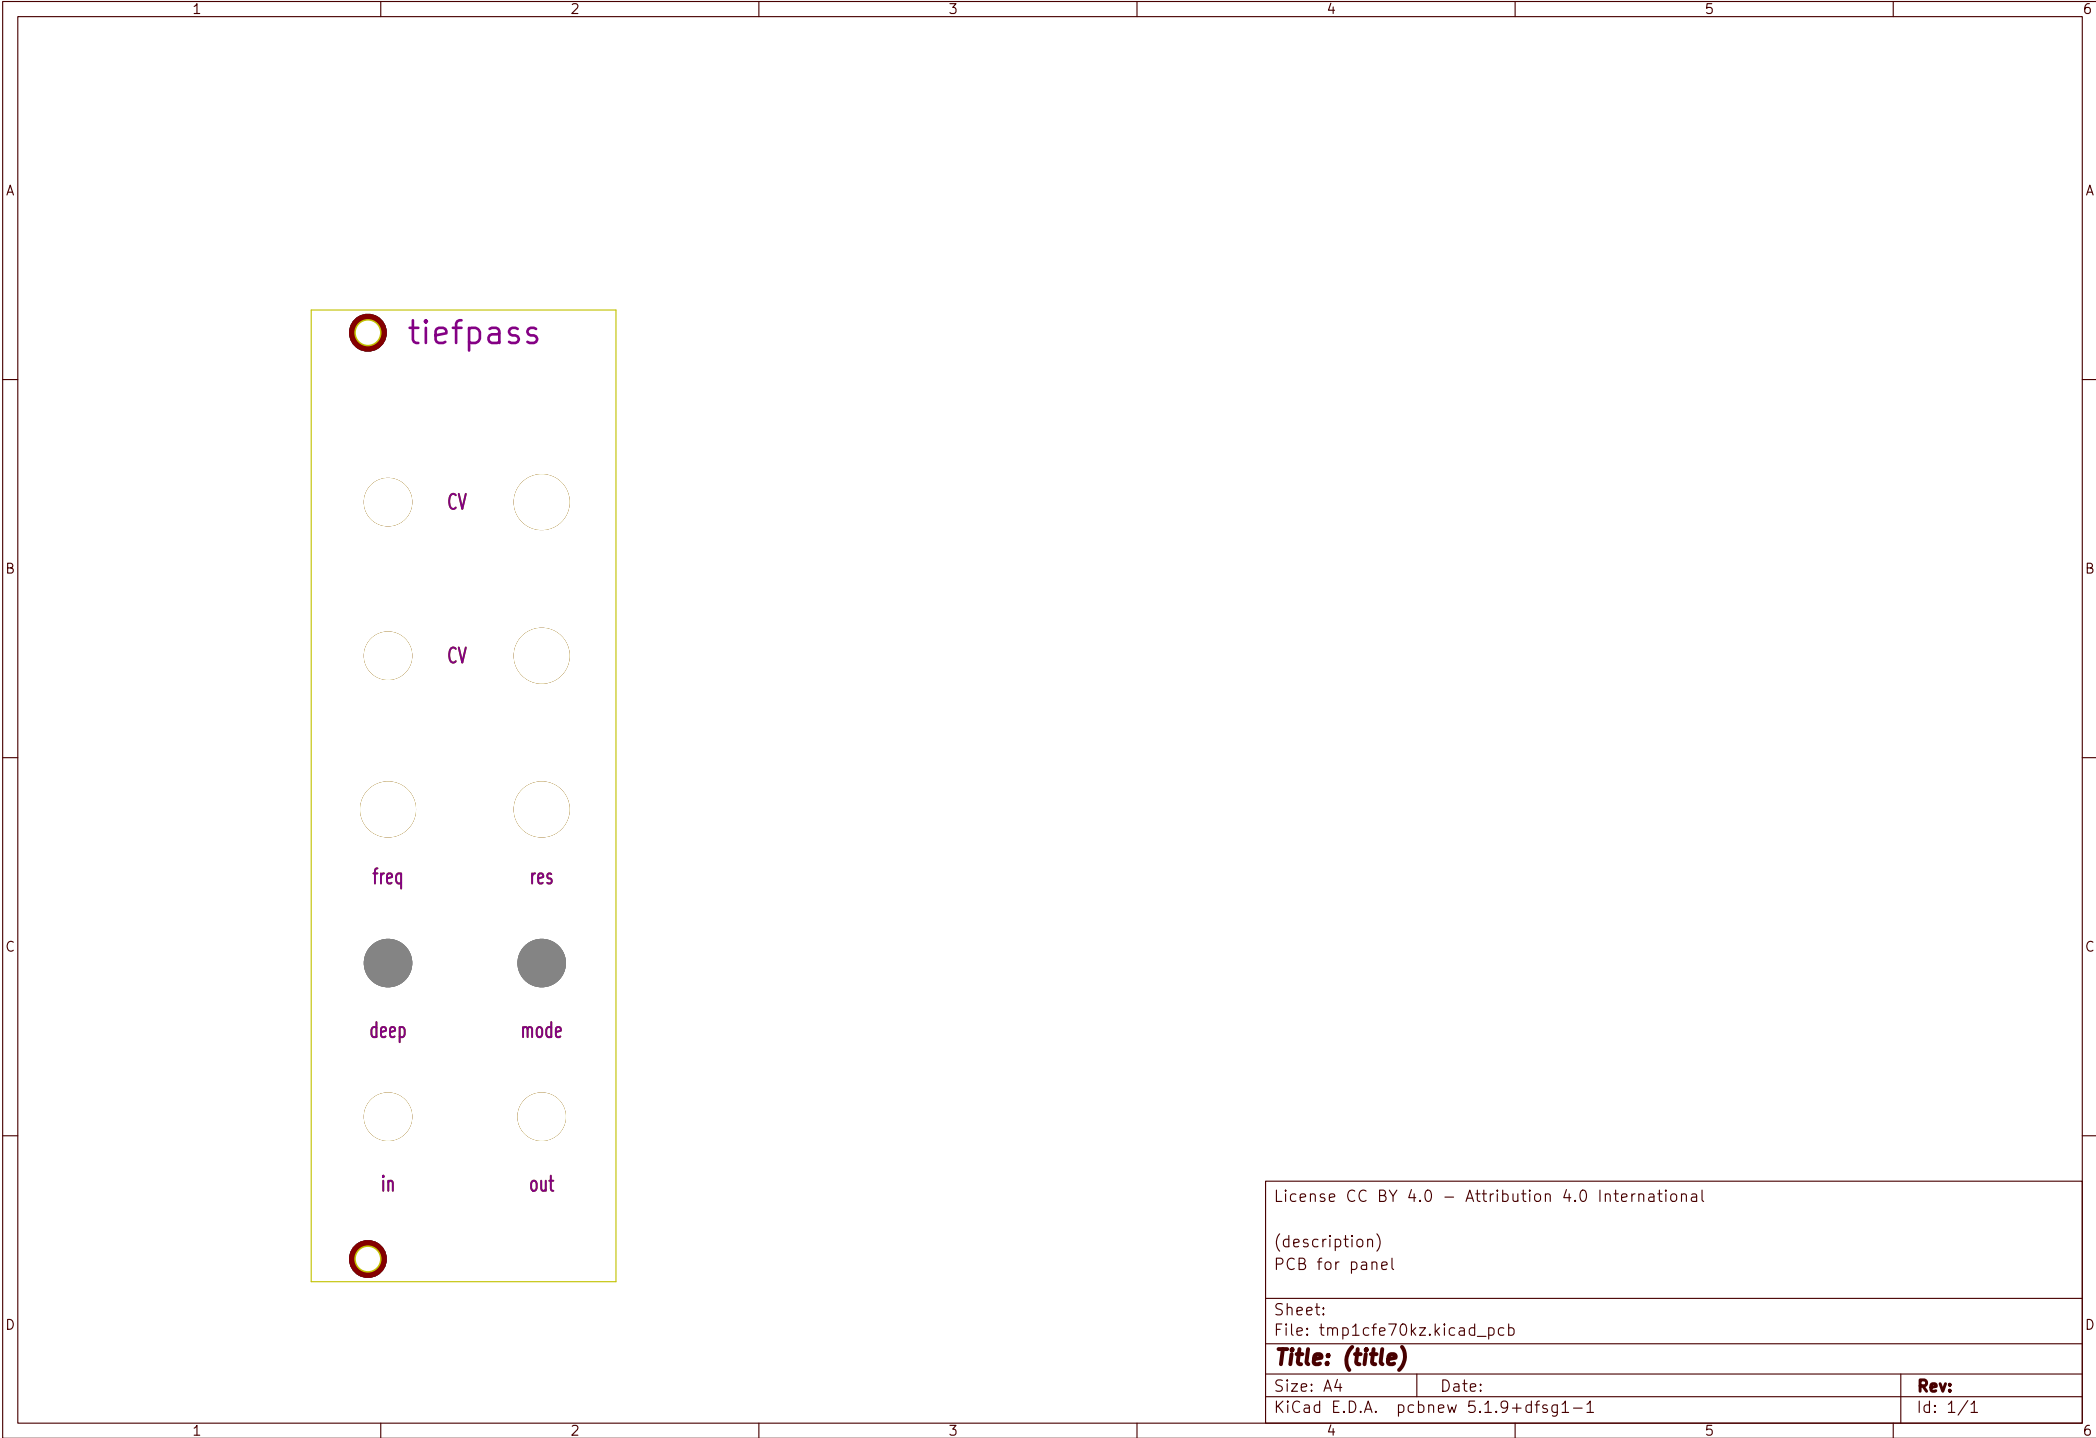 1 2 3 4 5 6
A A
tiefpass
CV
B B
CV
freq res
C C
deep mode
in out
License CC BY 4.0 – Attribution 4.0 International
(description)
PCB for panel
Sheet:
D D
File: tmp1cfe70kz.kicad_pcb
Title: (title)
Size: A4 Date: Rev:
KiCad E.D.A. pcbnew 5.1.9+dfsg1-1 Id: 1/1
1 2 3 4 5 6